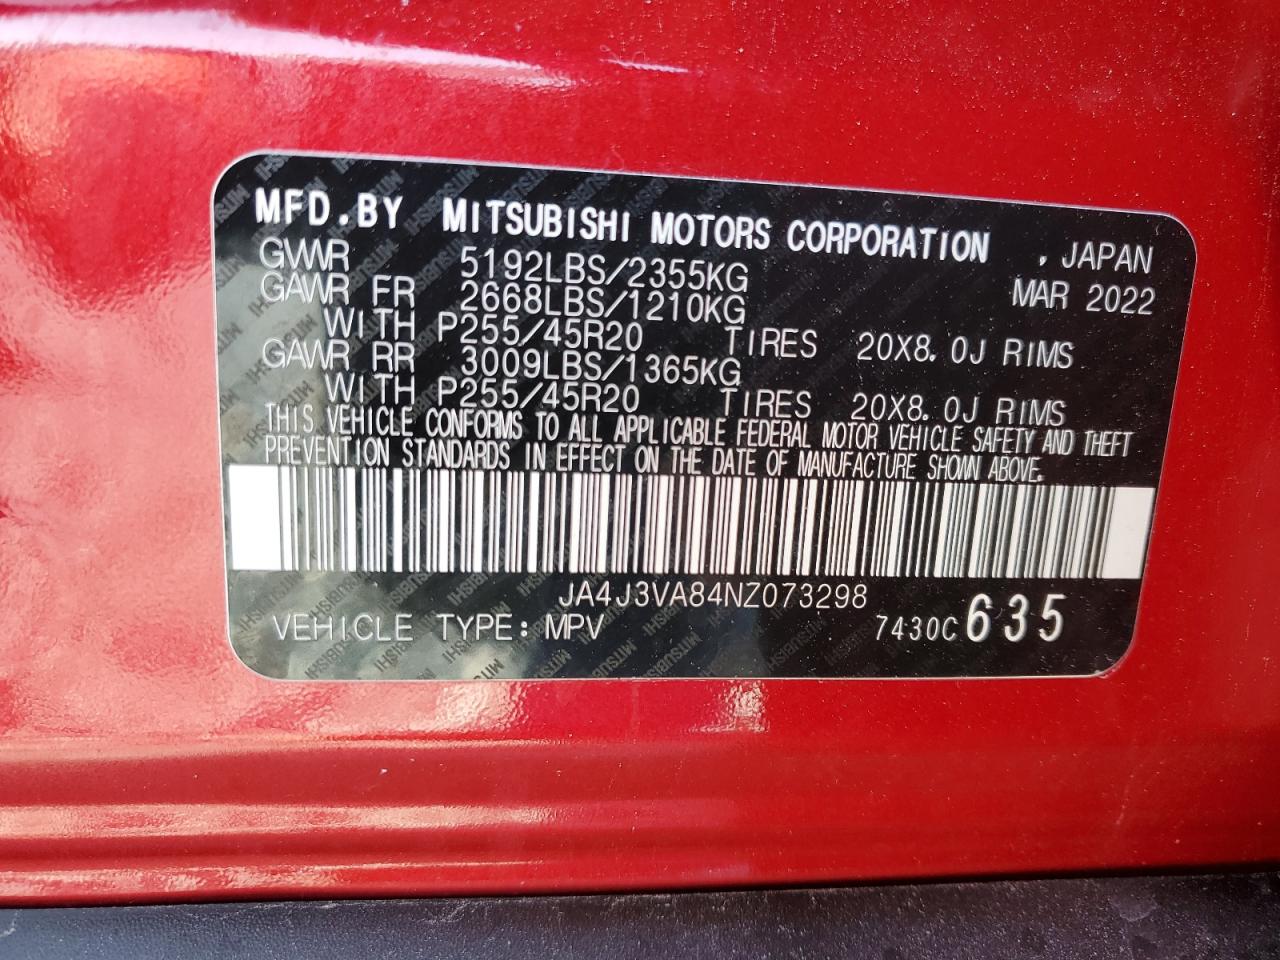 MFD.BY MITSUBISHI MOTORS CORPORATION , JAPAN
GVWR 5192LBS/2355KG MAR 2022
GAWR FR 2668LBS/1210KG
WITH P255/45R20 TIRES 20X8.0J RIMS
GAWR RR 3009LBS/1365KG
WITH P255/45R20 TIRES 20X8.0J RIMS
THIS VEHICLE CONFORMS TO ALL APPLICABLE FEDERAL MOTOR VEHICLE SAFETY AND THEFT
PREVENTION STANDARDS IN EFFECT ON THE DATE OF MANUFACTURE SHOWN ABOVE.
JA4J3VA84NZ073298
VEHICLE TYPE: MPV 7430C 635